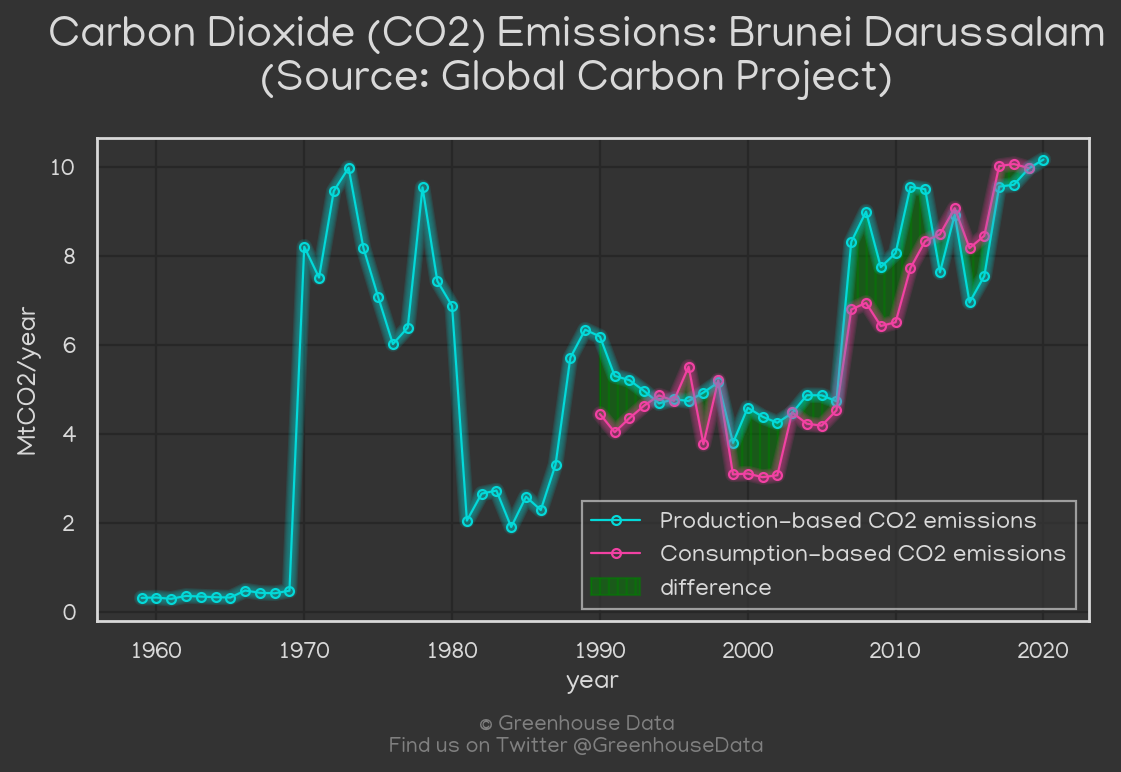 Carbon Dioxide (CO2) Emissions: Brunei Darussalam
(Source: Global Carbon Project)
10
8
6
4
2
0
MtCO2/year
Production-based CO2 emissions
Consumption-based CO2 emissions
difference
1960 1970 1980 1990 2000 2010 2020
year
© Greenhouse Data
Find us on Twitter @GreenhouseData